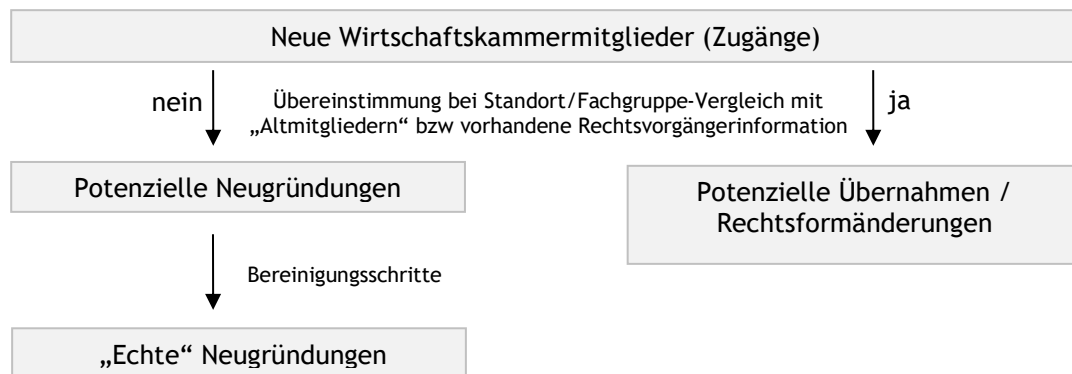 Neue Wirtschaftskammermitglieder (Zugänge)
nein
Übereinstimmung bei Standort/Fachgruppe-Vergleich mit
„Altmitgliedern“ bzw vorhandene Rechtsvorgängerinformation
ja
Potenzielle Neugründungen
Potenzielle Übernahmen /
Rechtsformänderungen
Bereinigungsschritte
„Echte“ Neugründungen